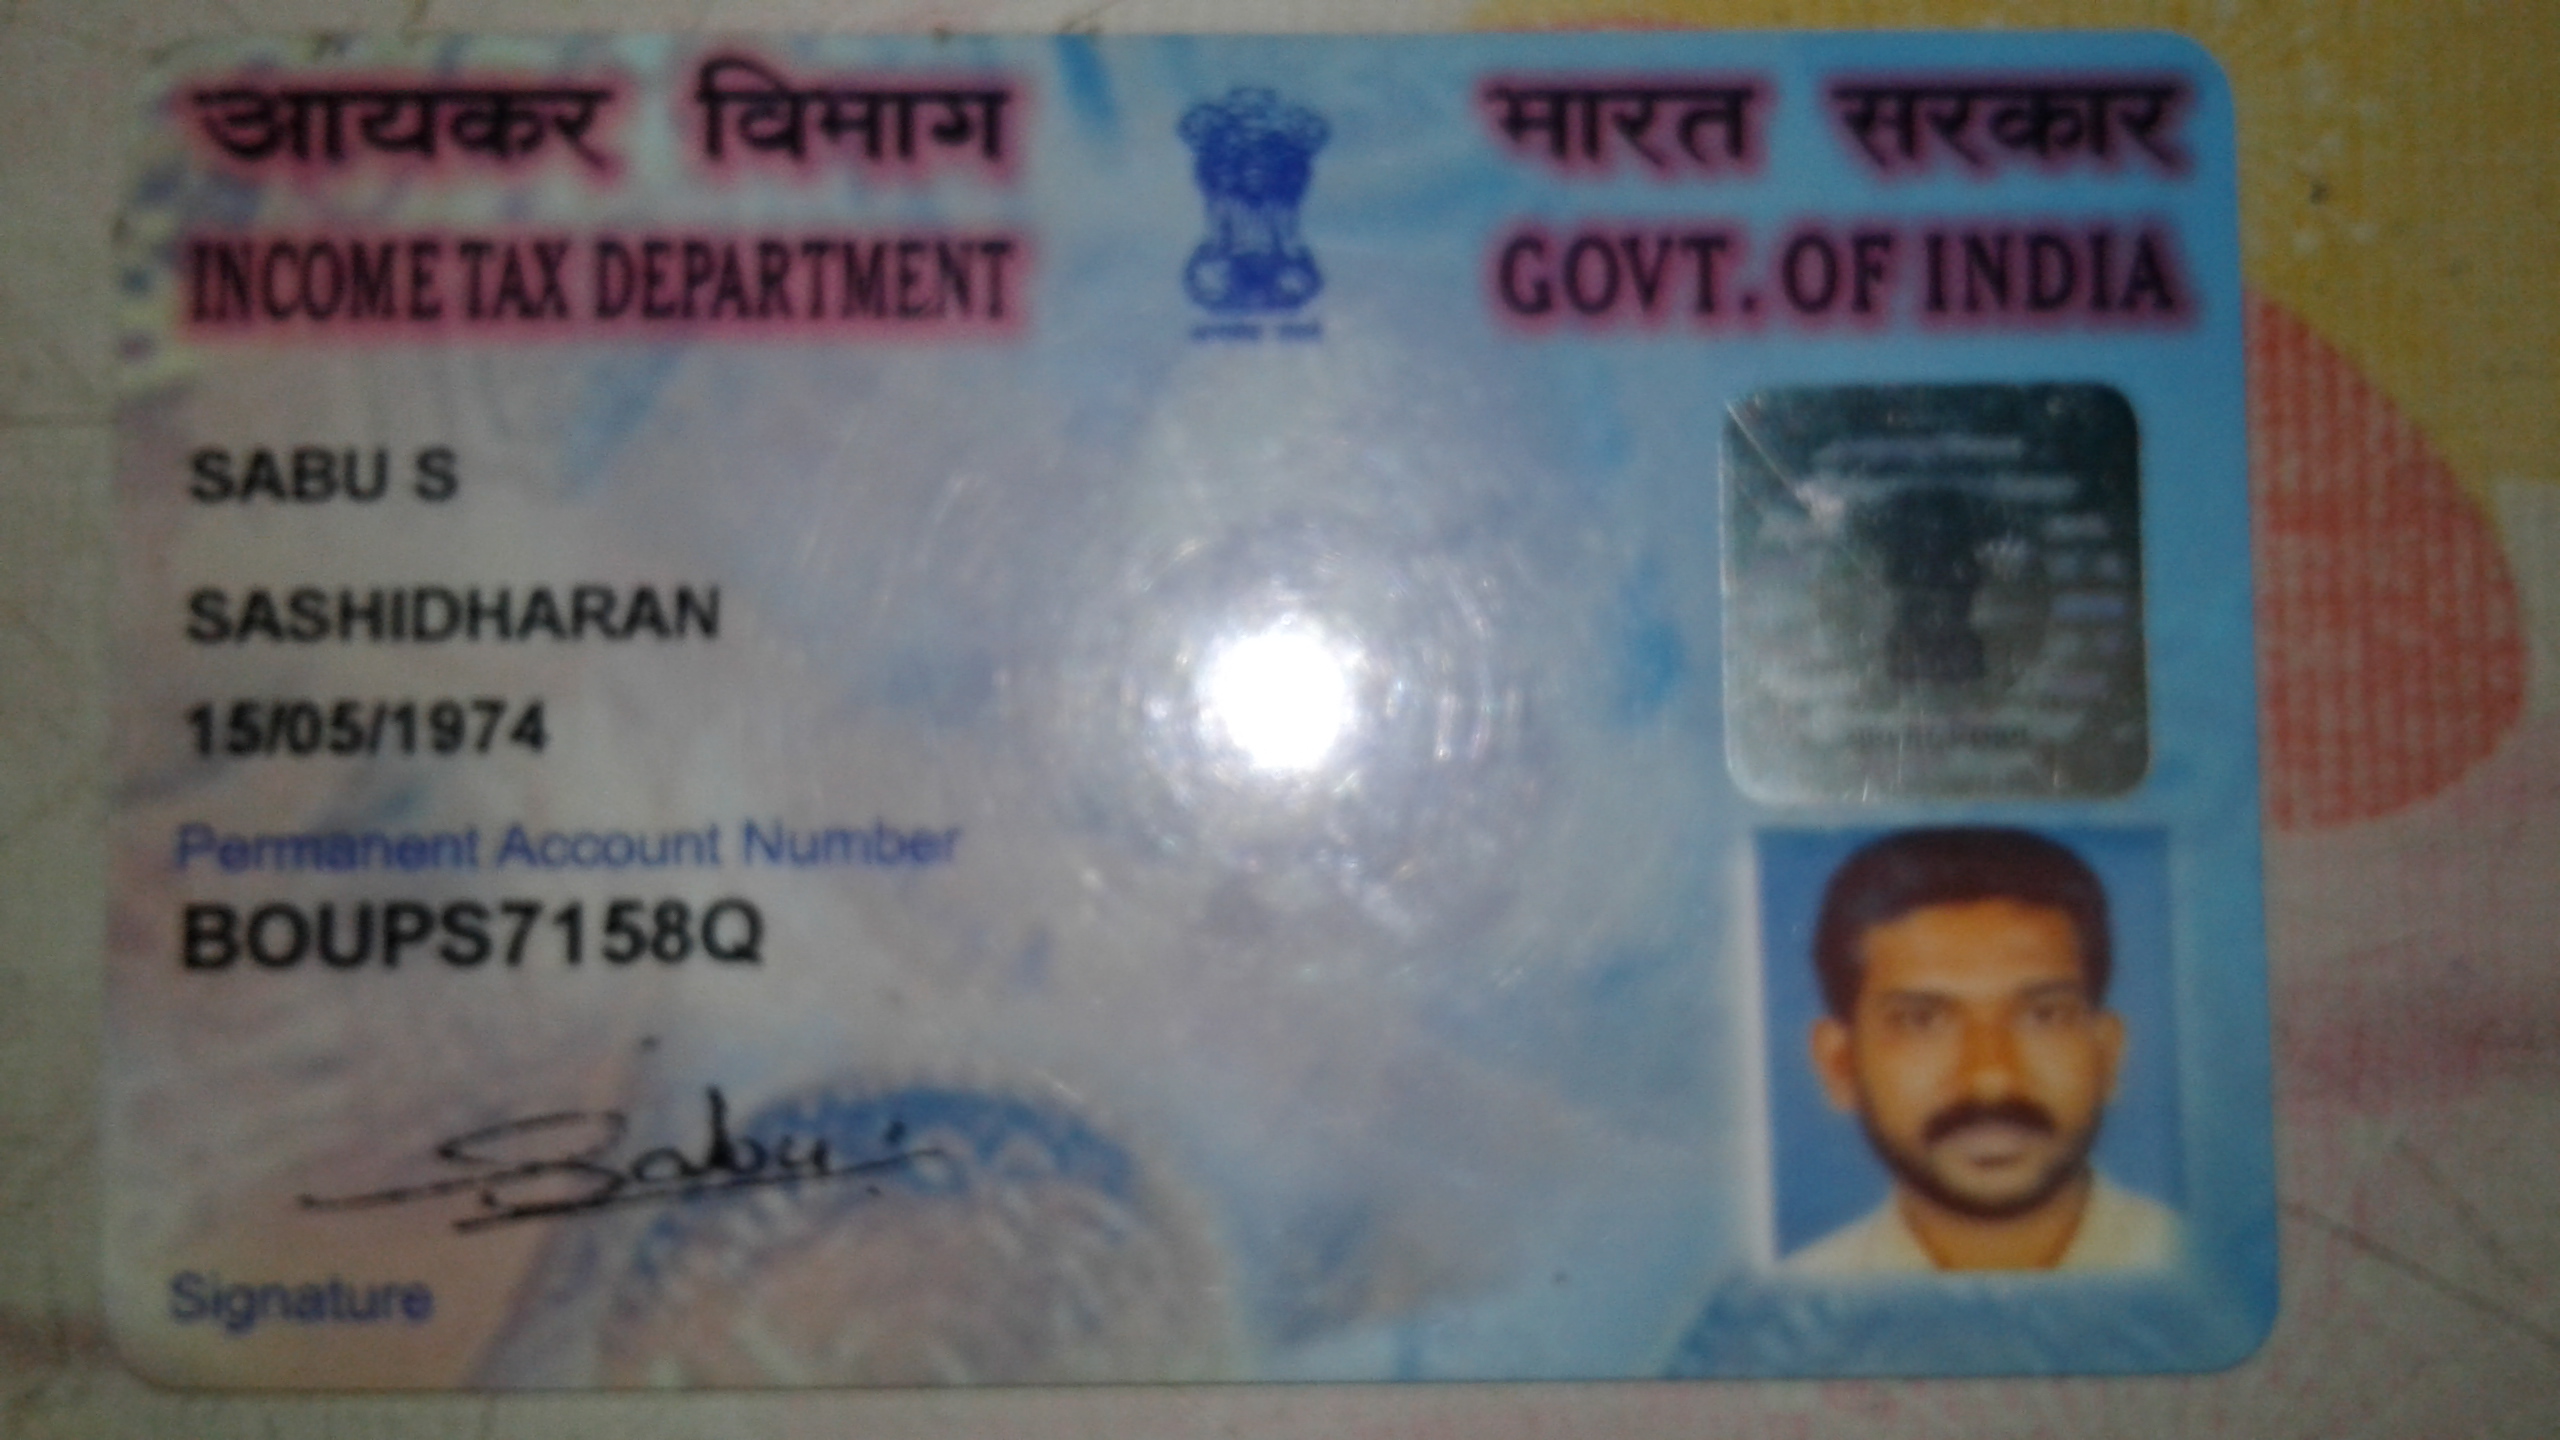 आयकर विभाग
INCOME TAX DEPARTMENT
भारत सरकार
GOVT. OF INDIA
SABU S
SASHIDHARAN
15/05/1974
Permanent Account Number
BOUPS7158Q
Sabu
Signature